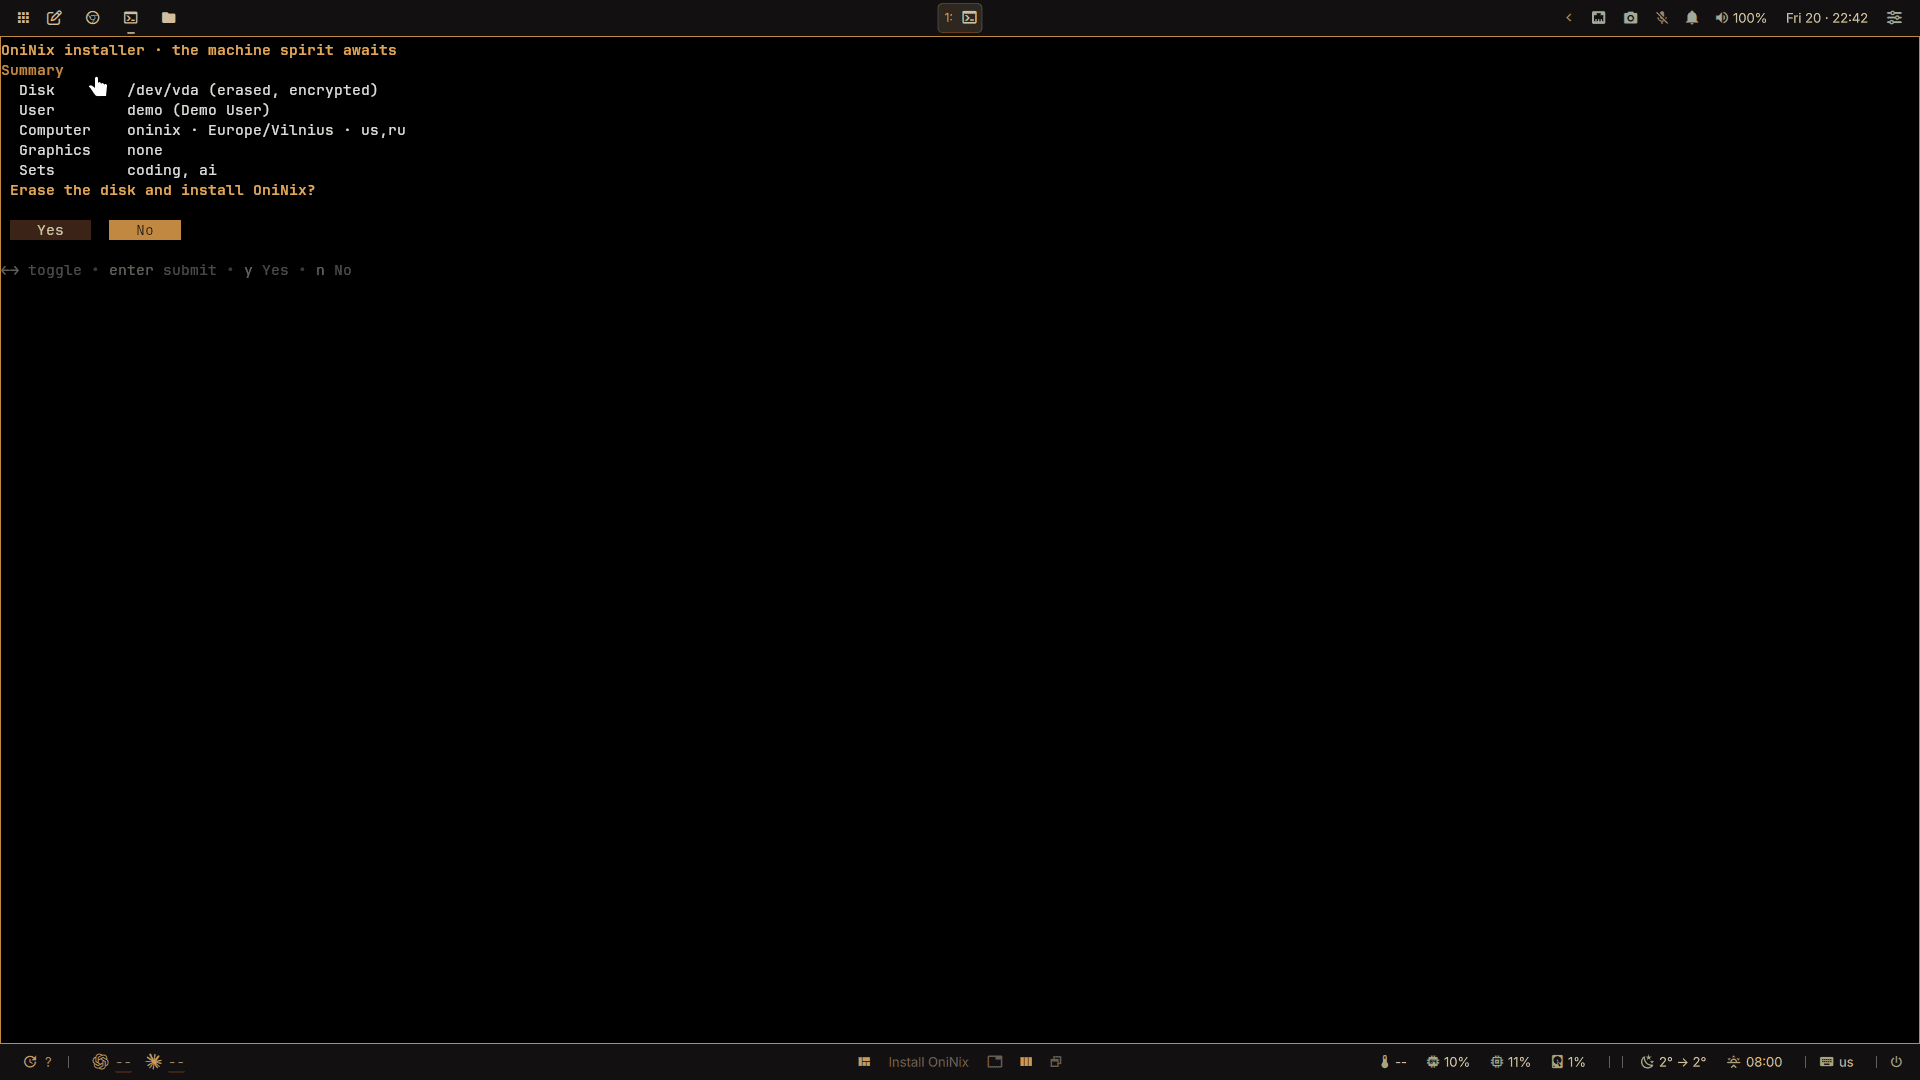 1:
100%
Fri 20 · 22:42
OniNix installer · the machine spirit awaits
Summary
Disk /dev/vda (erased, encrypted)
User demo (Demo User)
Computer oninix · Europe/Vilnius · us,ru
Graphics none
Sets coding, ai
Erase the disk and install OniNix?
Yes No
↔ toggle • enter submit • y Yes • n No
? | -- --
Install OniNix
-- 10% 11% 1% | | 2° → 2° 08:00 | us |